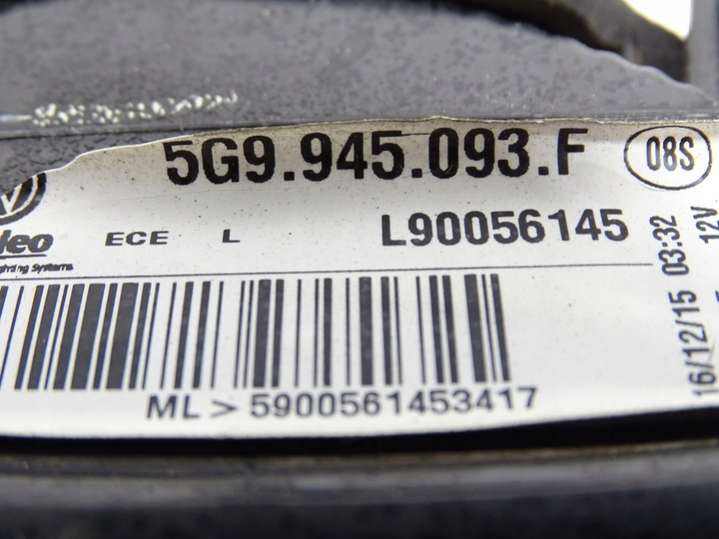 5G9.945.093.F 08S
ECE L L90056145
ML > 5900561453417
16/12/15 03:32
12V